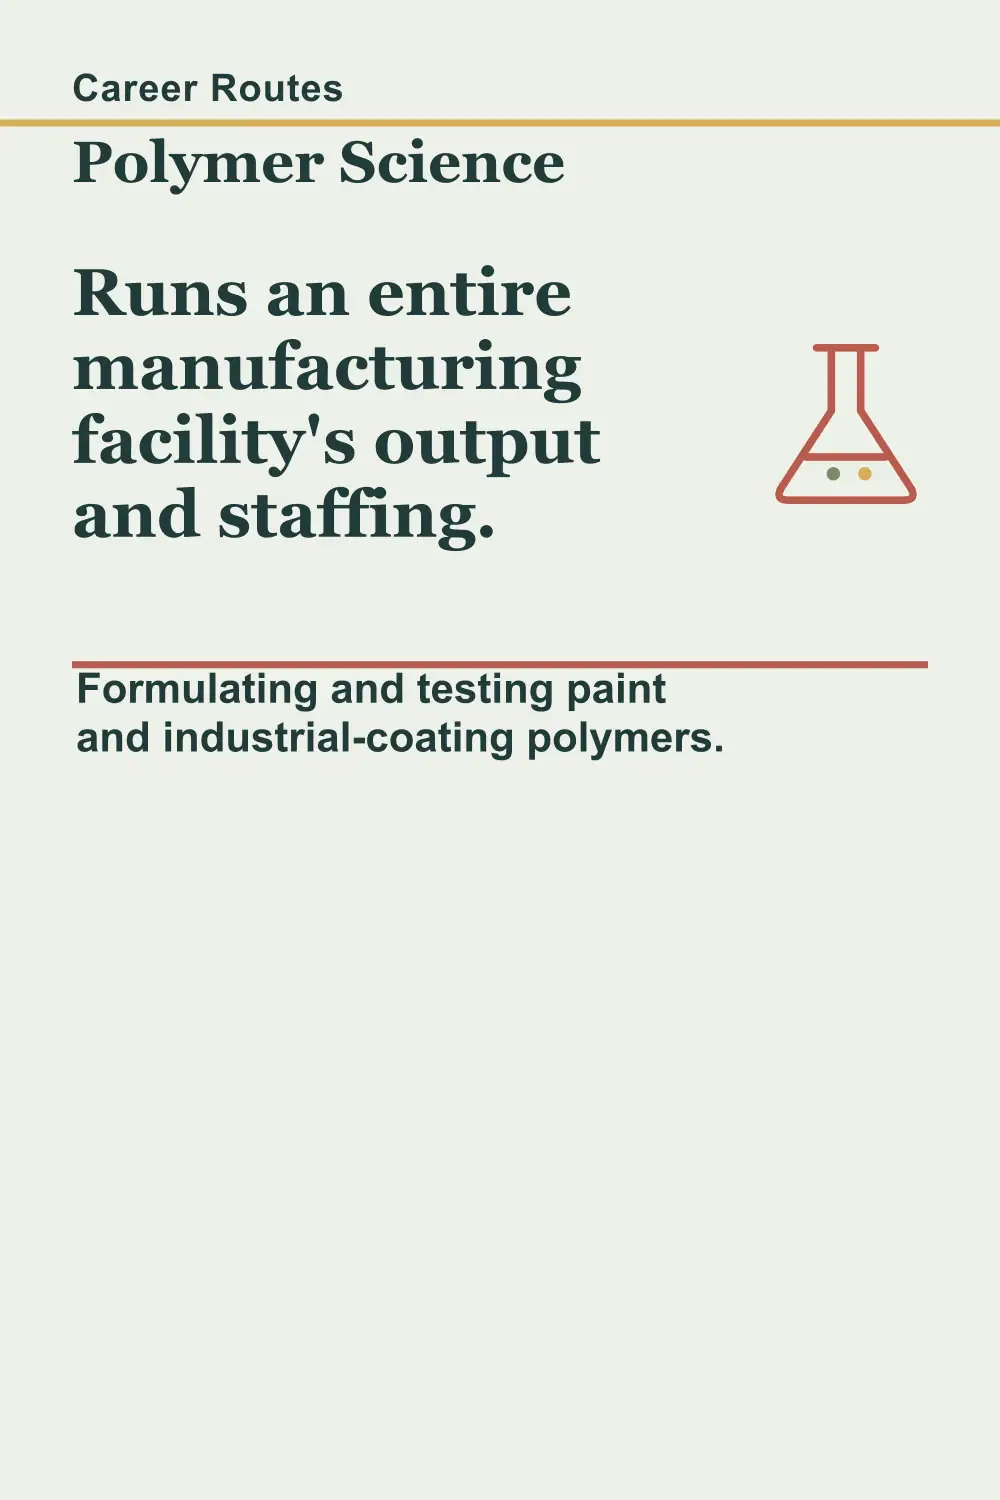 Career Routes
Polymer Science
Runs an entire
manufacturing
facility's output
and staffing.
Formulating and testing paint
and industrial-coating polymers.